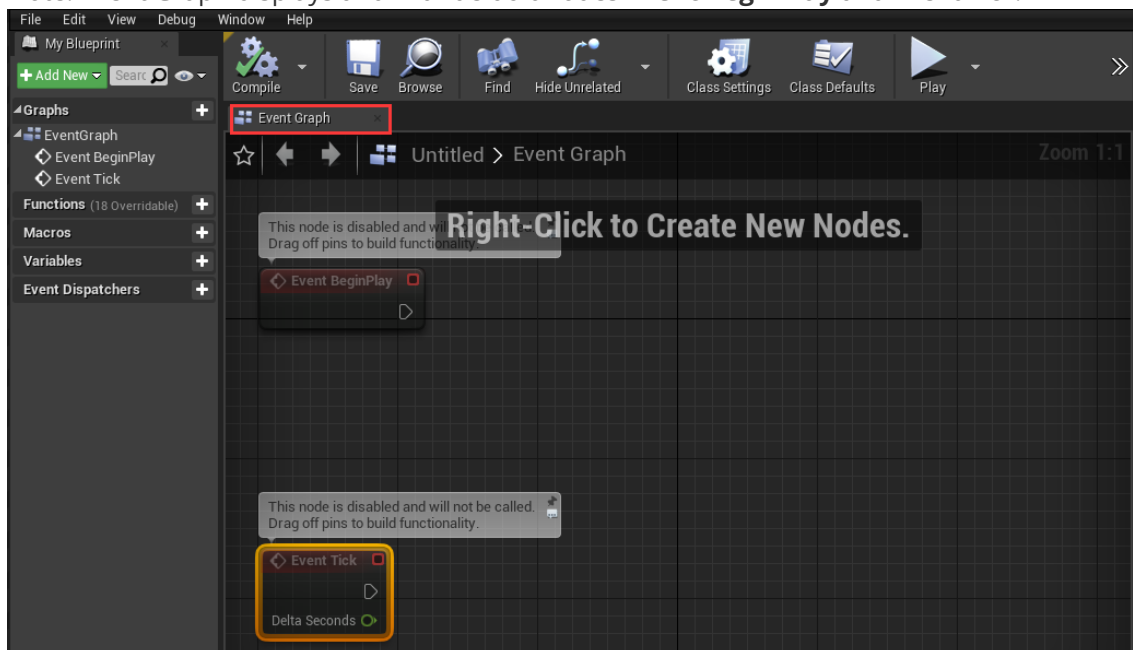 File Edit View Debug Window Help
My Blueprint
Add New
Searc
Compile
Save
Browse
Find
Hide Unrelated
Class Settings
Class Defaults
Play
Graphs
EventGraph
Event BeginPlay
Event Tick
Functions (18 Overridable)
Macros
Variables
Event Dispatchers
Event Graph
Untitled > Event Graph
Zoom 1:1
Right-Click to Create New Nodes.
This node is disabled and wi
Drag off pins to build functionality.
Event BeginPlay
This node is disabled and will not be called.
Drag off pins to build functionality.
Event Tick
Delta Seconds